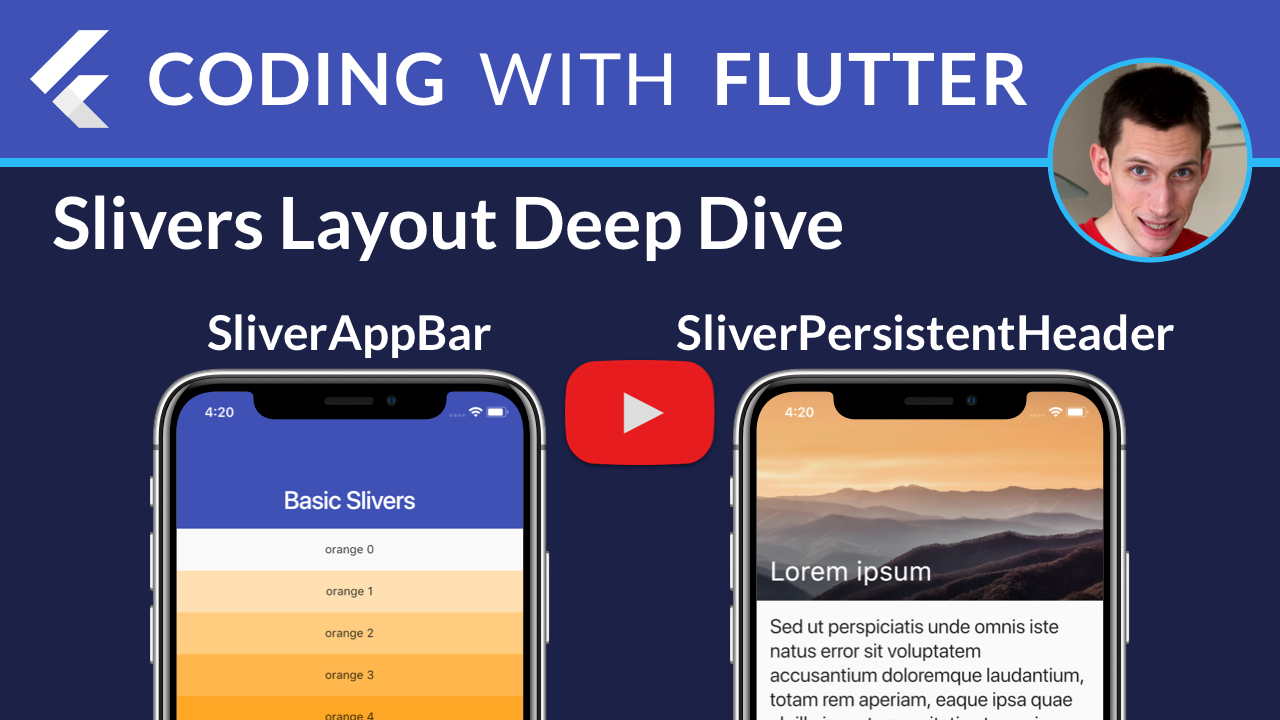 CODING WITH FLUTTER
Slivers Layout Deep Dive
SliverAppBar
SliverPersistentHeader
4:20
Basic Slivers
orange 0
orange 1
orange 2
orange 3
orange 4
4:20
Lorem ipsum
Sed ut perspiciatis unde omnis iste
natus error sit voluptatem
accusantium doloremque laudantium,
totam rem aperiam, eaque ipsa quae